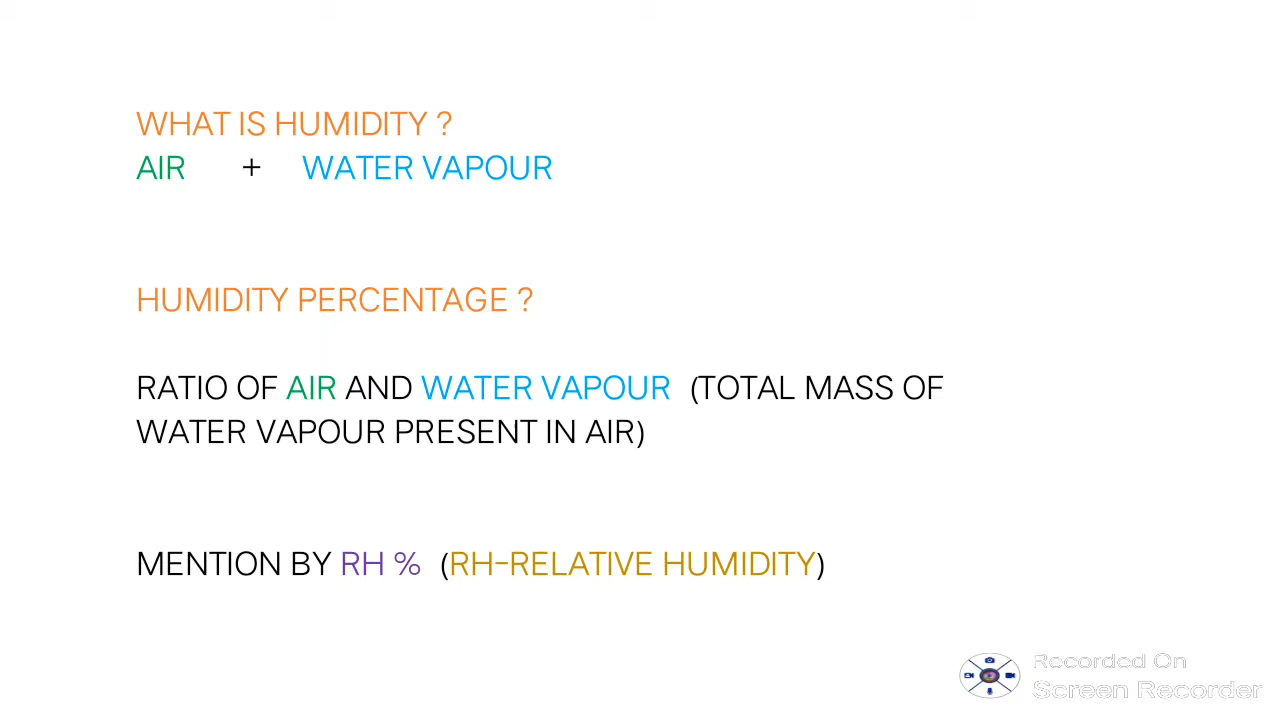 WHAT IS HUMIDITY ?
AIR + WATER VAPOUR
HUMIDITY PERCENTAGE ?
RATIO OF AIR AND WATER VAPOUR (TOTAL MASS OF
WATER VAPOUR PRESENT IN AIR)
MENTION BY RH % (RH-RELATIVE HUMIDITY)
Recorded On
Screen Recorder